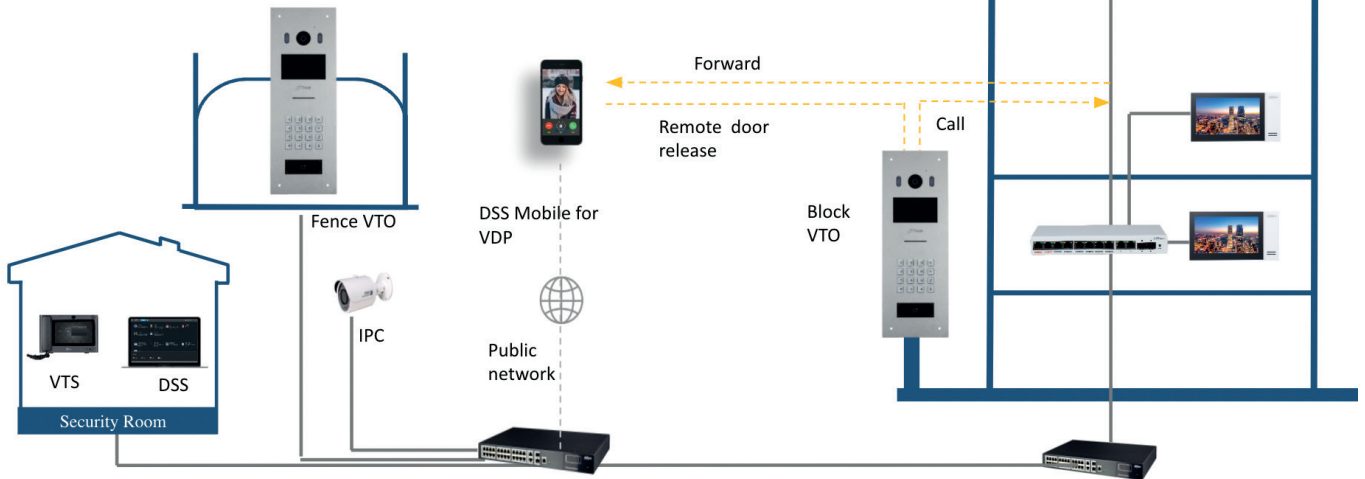 Forward
Remote door
release
Call
Fence VTO
DSS Mobile for
VDP
Block
VTO
IPC
Public
network
VTS
DSS
Security Room